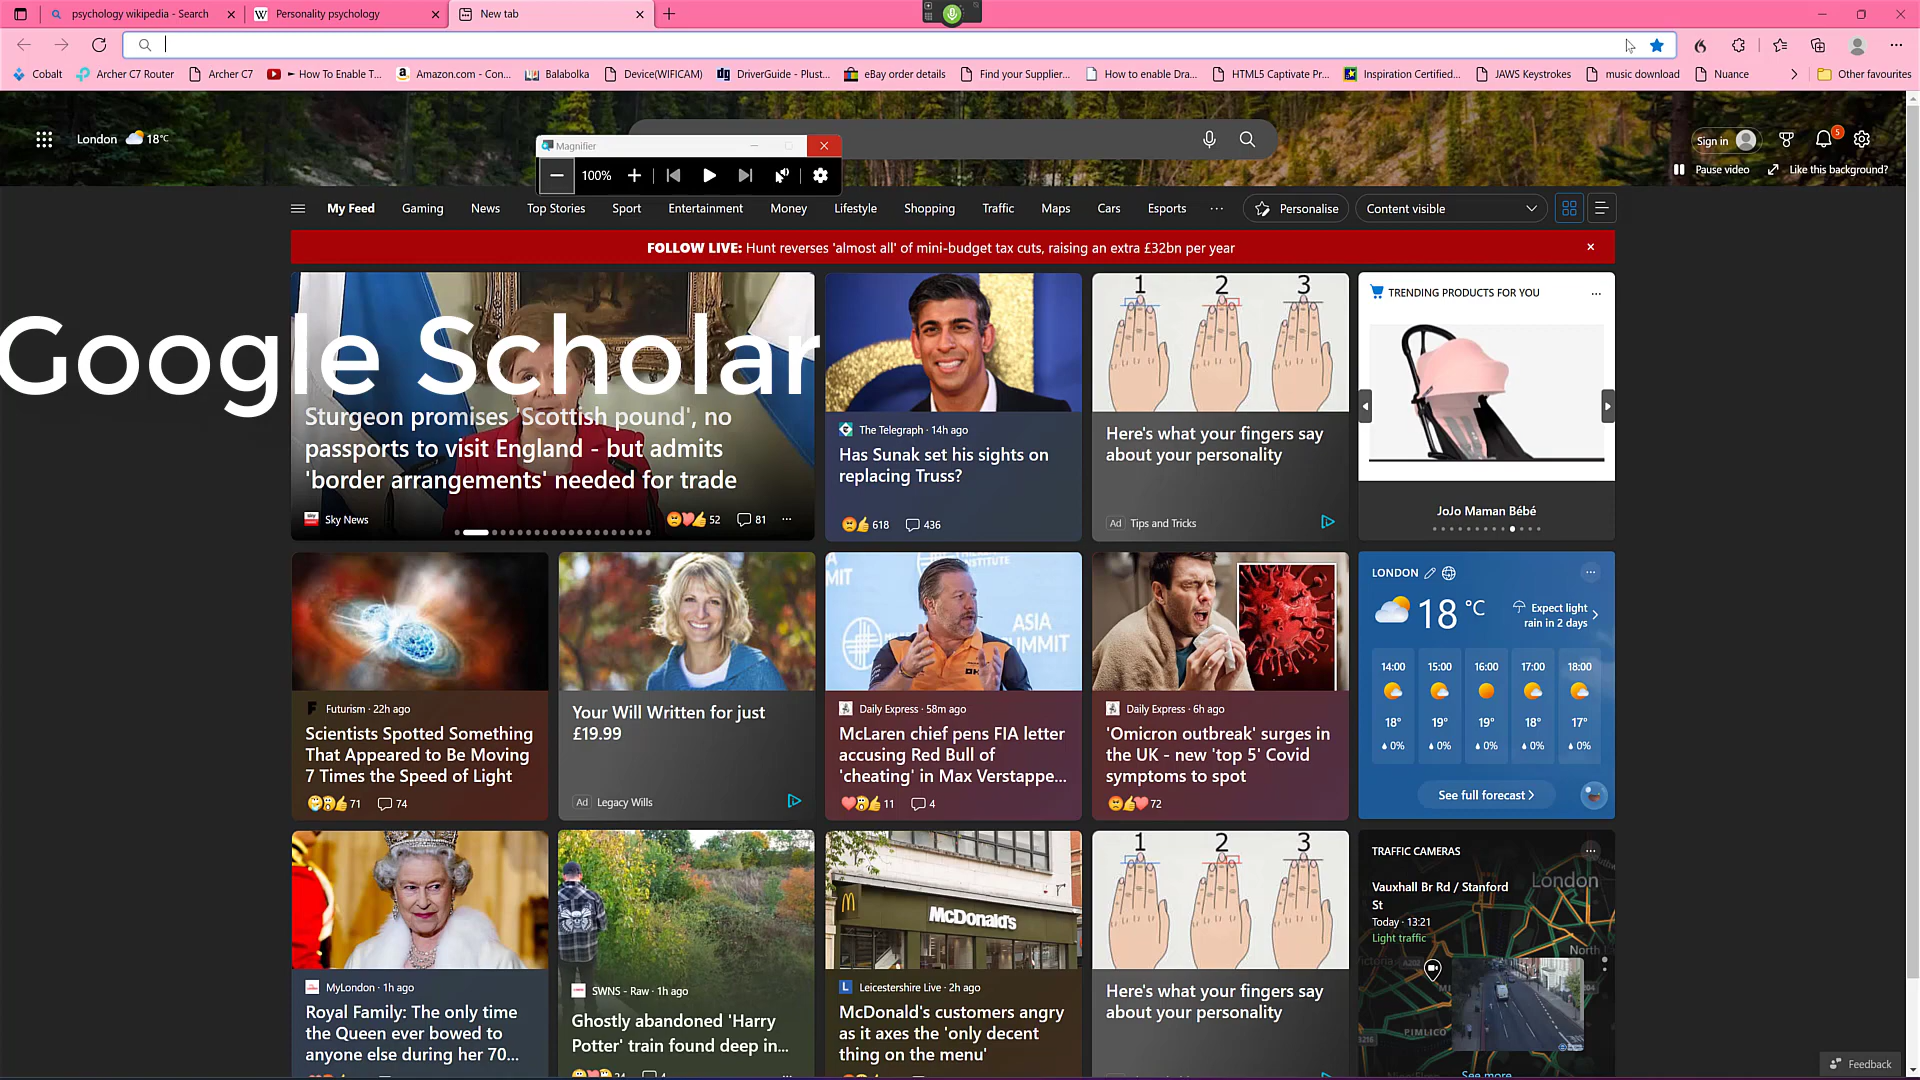 psychology wikipedia - Search
Personality psychology
New tab
Cobalt
Archer C7 Router
Archer C7
► How To Enable T...
Amazon.com - Con...
Balabolka
Device(WIFICAM)
DriverGuide - Plust...
eBay order details
Find your Supplier...
How to enable Dra...
HTML5 Captivate Pr...
Inspiration Certified...
JAWS Keystrokes
music download
Nuance
Other favourites
London 18°C
Magnifier
100%
Sign in
5
Pause video
Like this background?
My Feed
Gaming
News
Top Stories
Sport
Entertainment
Money
Lifestyle
Shopping
Traffic
Maps
Cars
Esports
Personalise
Content visible
FOLLOW LIVE: Hunt reverses 'almost all' of mini-budget tax cuts, raising an extra £32bn per year
Google Scholar
Sturgeon promises 'Scottish pound', no
passports to visit England - but admits
'border arrangements' needed for trade
Sky News
52
81
The Telegraph · 14h ago
Has Sunak set his sights on
replacing Truss?
618
436
1 2 3
Here's what your fingers say
about your personality
Ad Tips and Tricks
TRENDING PRODUCTS FOR YOU
JoJo Maman Bébé
Futurism · 22h ago
Scientists Spotted Something
That Appeared to Be Moving
7 Times the Speed of Light
71
74
Your Will Written for just
£19.99
Ad Legacy Wills
MIT
ASIA
SUMMIT
Daily Express · 58m ago
McLaren chief pens FIA letter
accusing Red Bull of
'cheating' in Max Verstappe...
11
4
Daily Express · 6h ago
'Omicron outbreak' surges in
the UK - new 'top 5' Covid
symptoms to spot
72
LONDON
18 °C
Expect light
rain in 2 days
14:00 15:00 16:00 17:00 18:00
18° 19° 19° 18° 17°
0% 0% 0% 0% 0%
See full forecast
MyLondon · 1h ago
Royal Family: The only time
the Queen ever bowed to
anyone else during her 70...
SWNS - Raw · 1h ago
Ghostly abandoned 'Harry
Potter' train found deep in...
McDonald's
Leicestershire Live · 2h ago
McDonald's customers angry
as it axes the 'only decent
thing on the menu'
1 2 3
Here's what your fingers say
about your personality
TRAFFIC CAMERAS
Vauxhall Br Rd / Stanford
St
Today · 13:21
Light traffic
London
PIMLICO
See more
Feedback